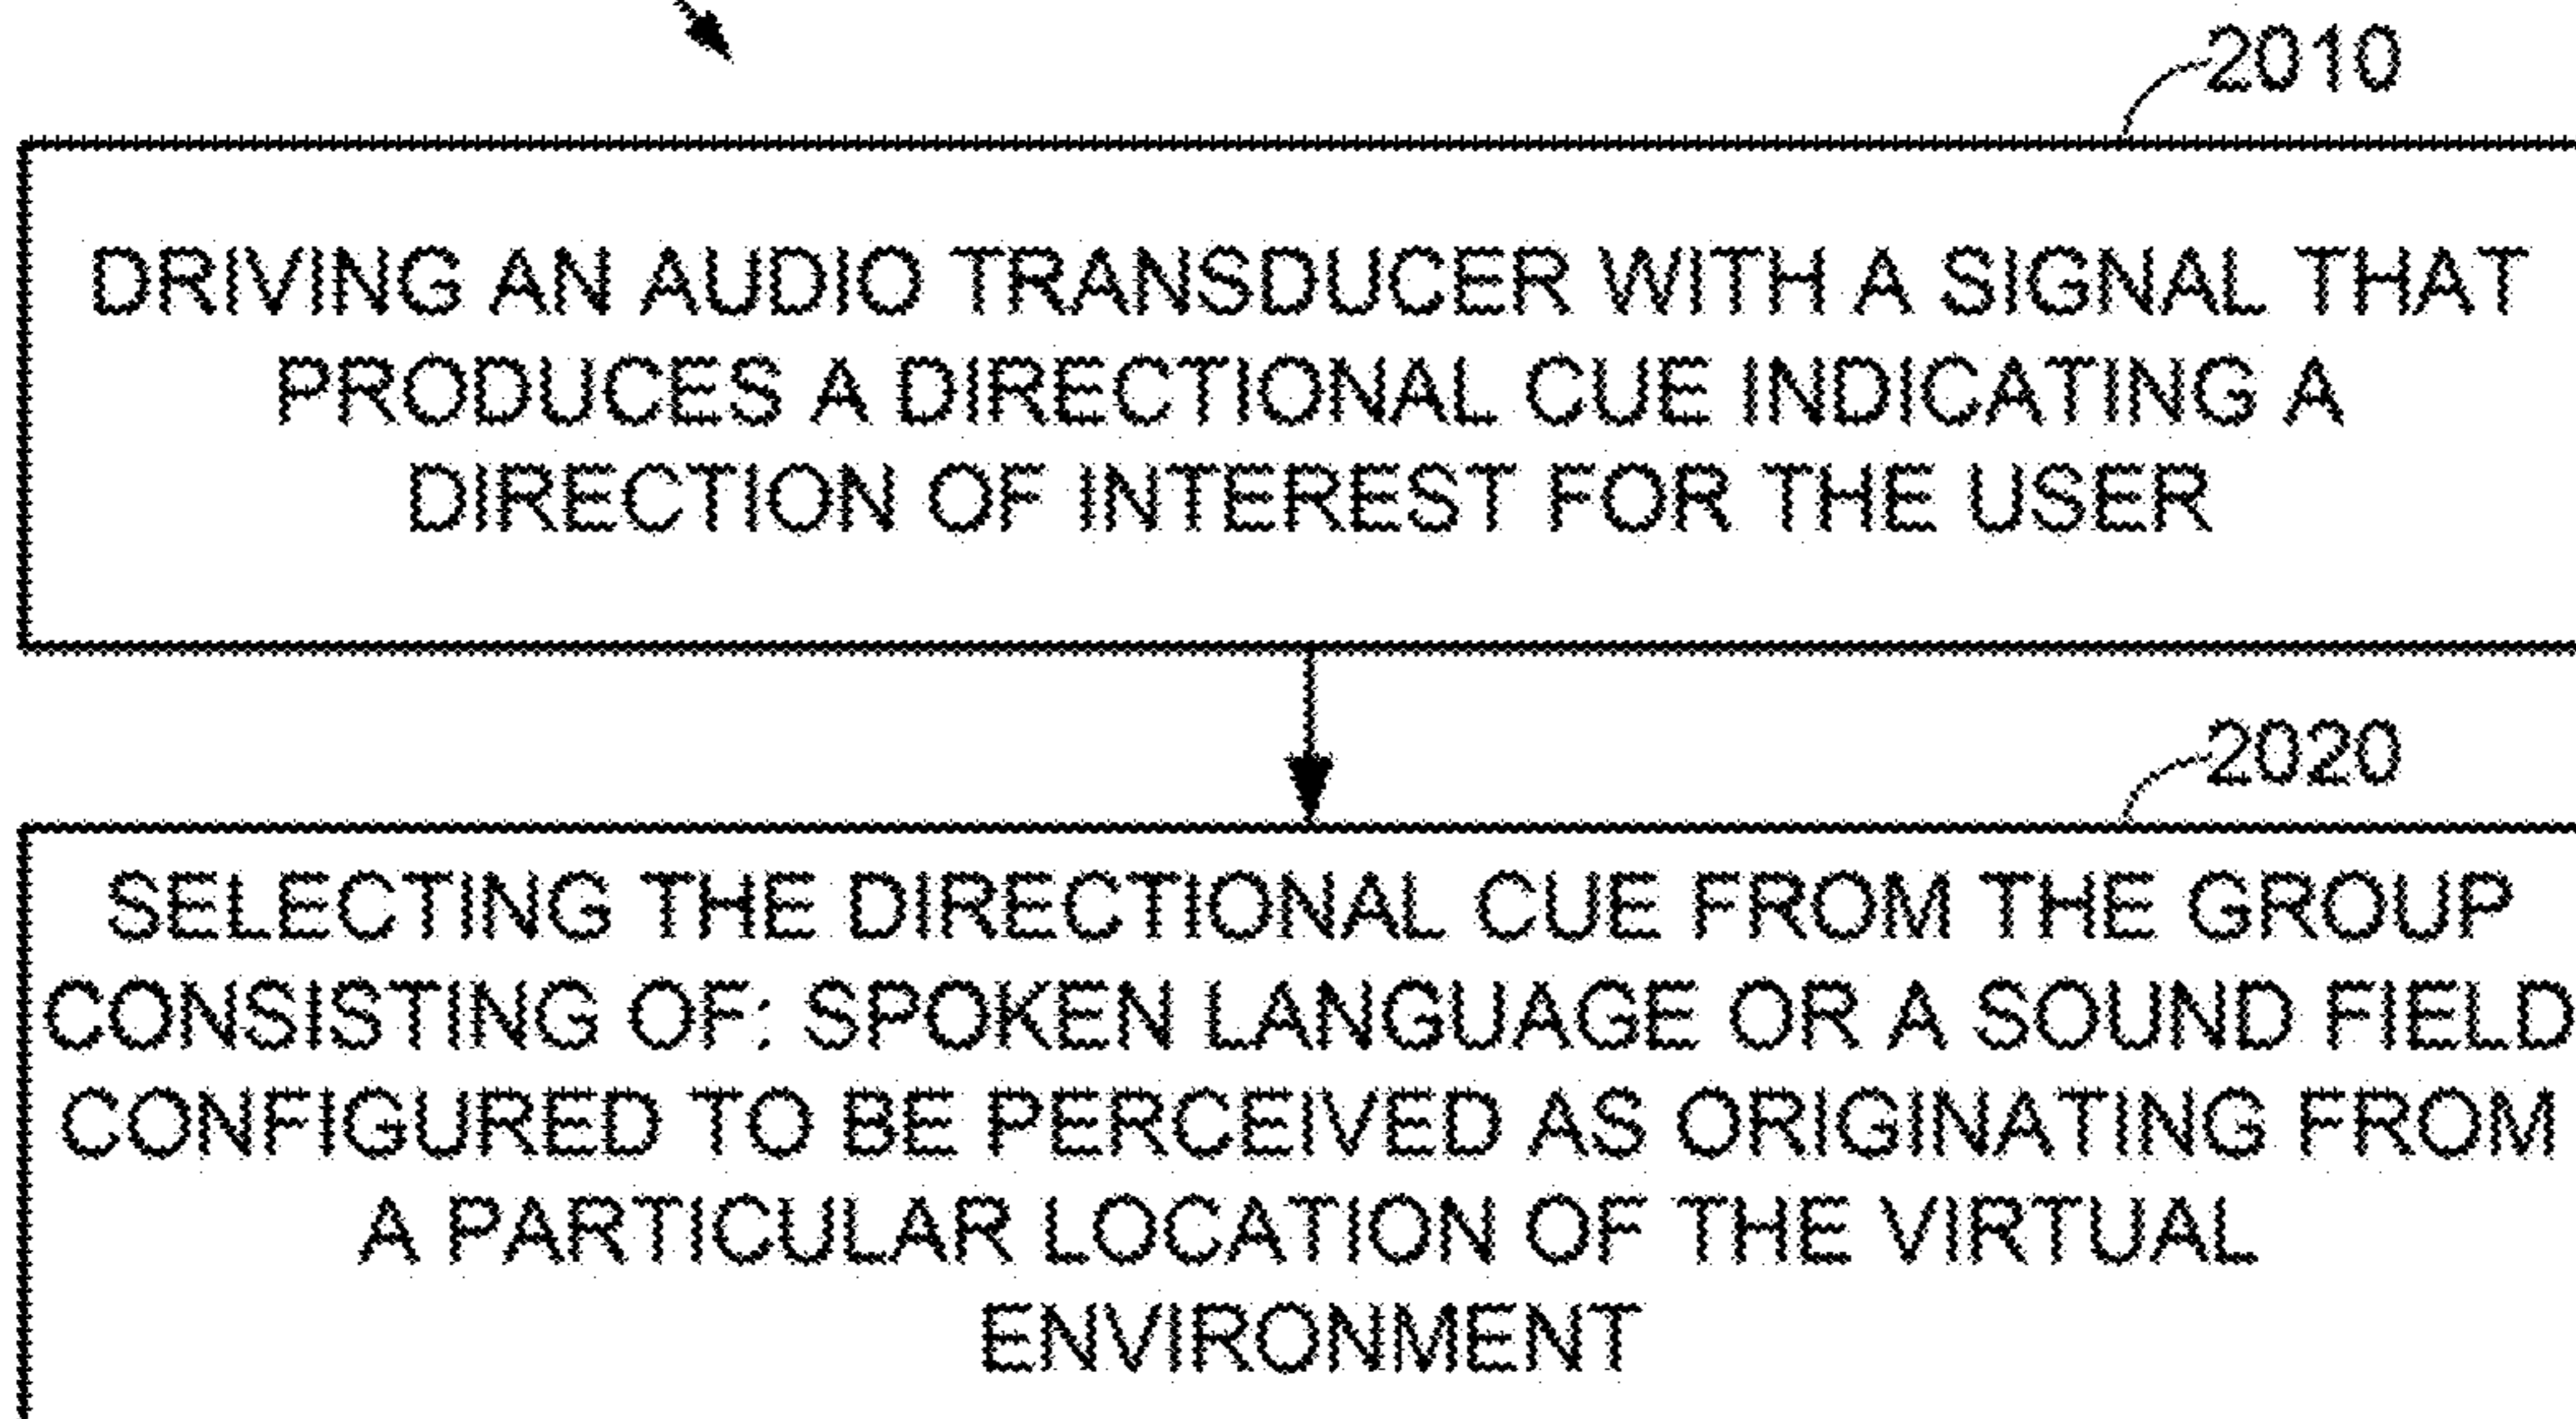 2010
DRIVING AN AUDIO TRANSDUCER WITH A SIGNAL THAT
PRODUCES A DIRECTIONAL CUE INDICATING A
DIRECTION OF INTEREST FOR THE USER
2020
SELECTING THE DIRECTIONAL CUE FROM THE GROUP
CONSISTING OF: SPOKEN LANGUAGE OR A SOUND FIELD
CONFIGURED TO BE PERCEIVED AS ORIGINATING FROM
A PARTICULAR LOCATION OF THE VIRTUAL
ENVIRONMENT